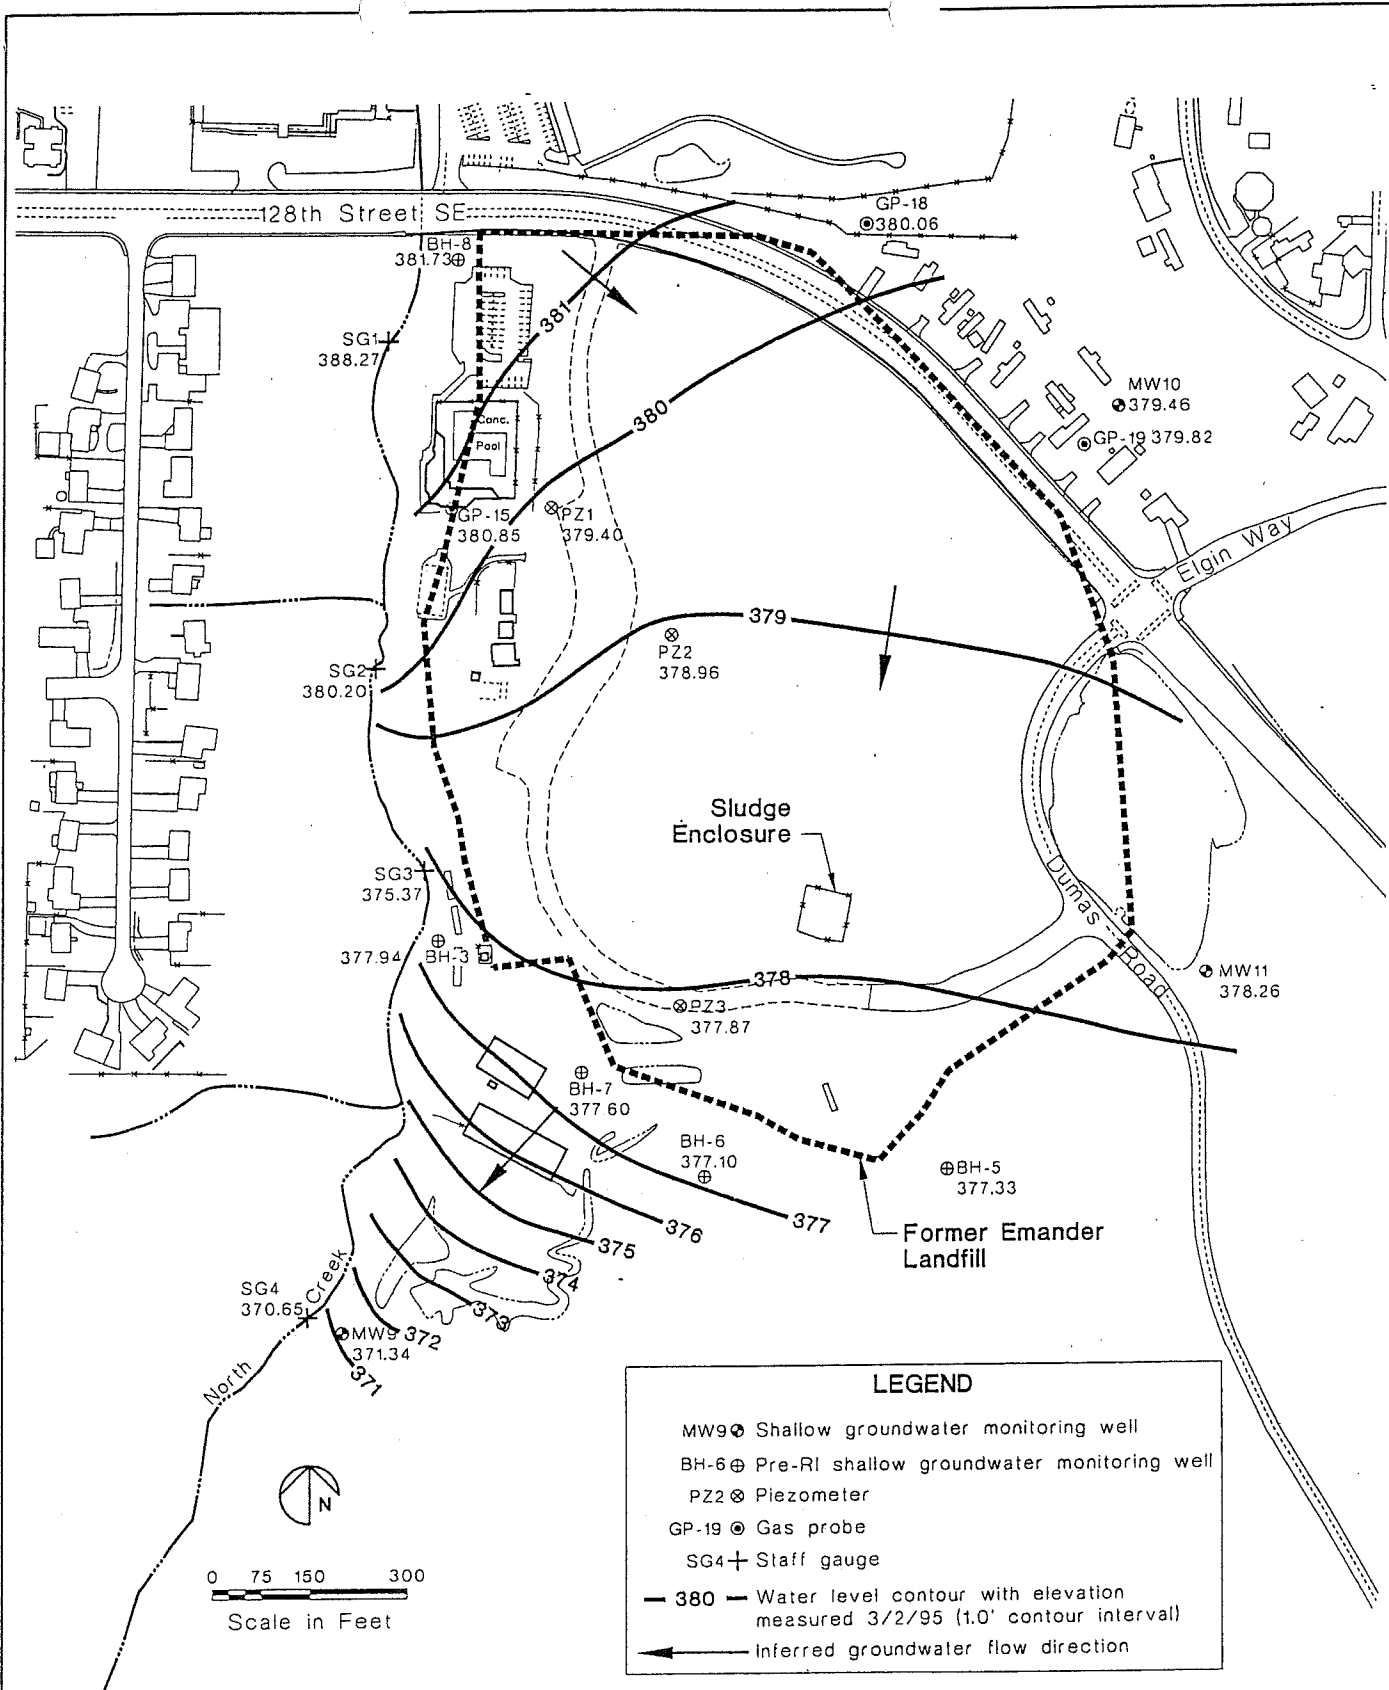 128th Street SE
GP-18
380.06
BH-8
381.73
SG1
388.27
381
380
MW10
379.46
GP-19 379.82
Conc.
Pool
GP-15
380.85
PZ1
379.40
Elgin Way
379
PZ2
378.96
SG2
380.20
Sludge
Enclosure
SG3
375.37
Dumas
Road
377.94
BH-3
378
MW11
378.26
PZ3
377.87
BH-7
377.60
BH-6
377.10
BH-5
377.33
377
376
375
374
373
372
371
Former Emander
Landfill
SG4
370.65
MW9
371.34
North
Creek
N
0 75 150 300
Scale in Feet
LEGEND
MW9 Shallow groundwater monitoring well
BH-6 Pre-RI shallow groundwater monitoring well
PZ2 Piezometer
GP-19 Gas probe
SG4 Staff gauge
380 Water level contour with elevation
measured 3/2/95 (1.0' contour interval)
Inferred groundwater flow direction